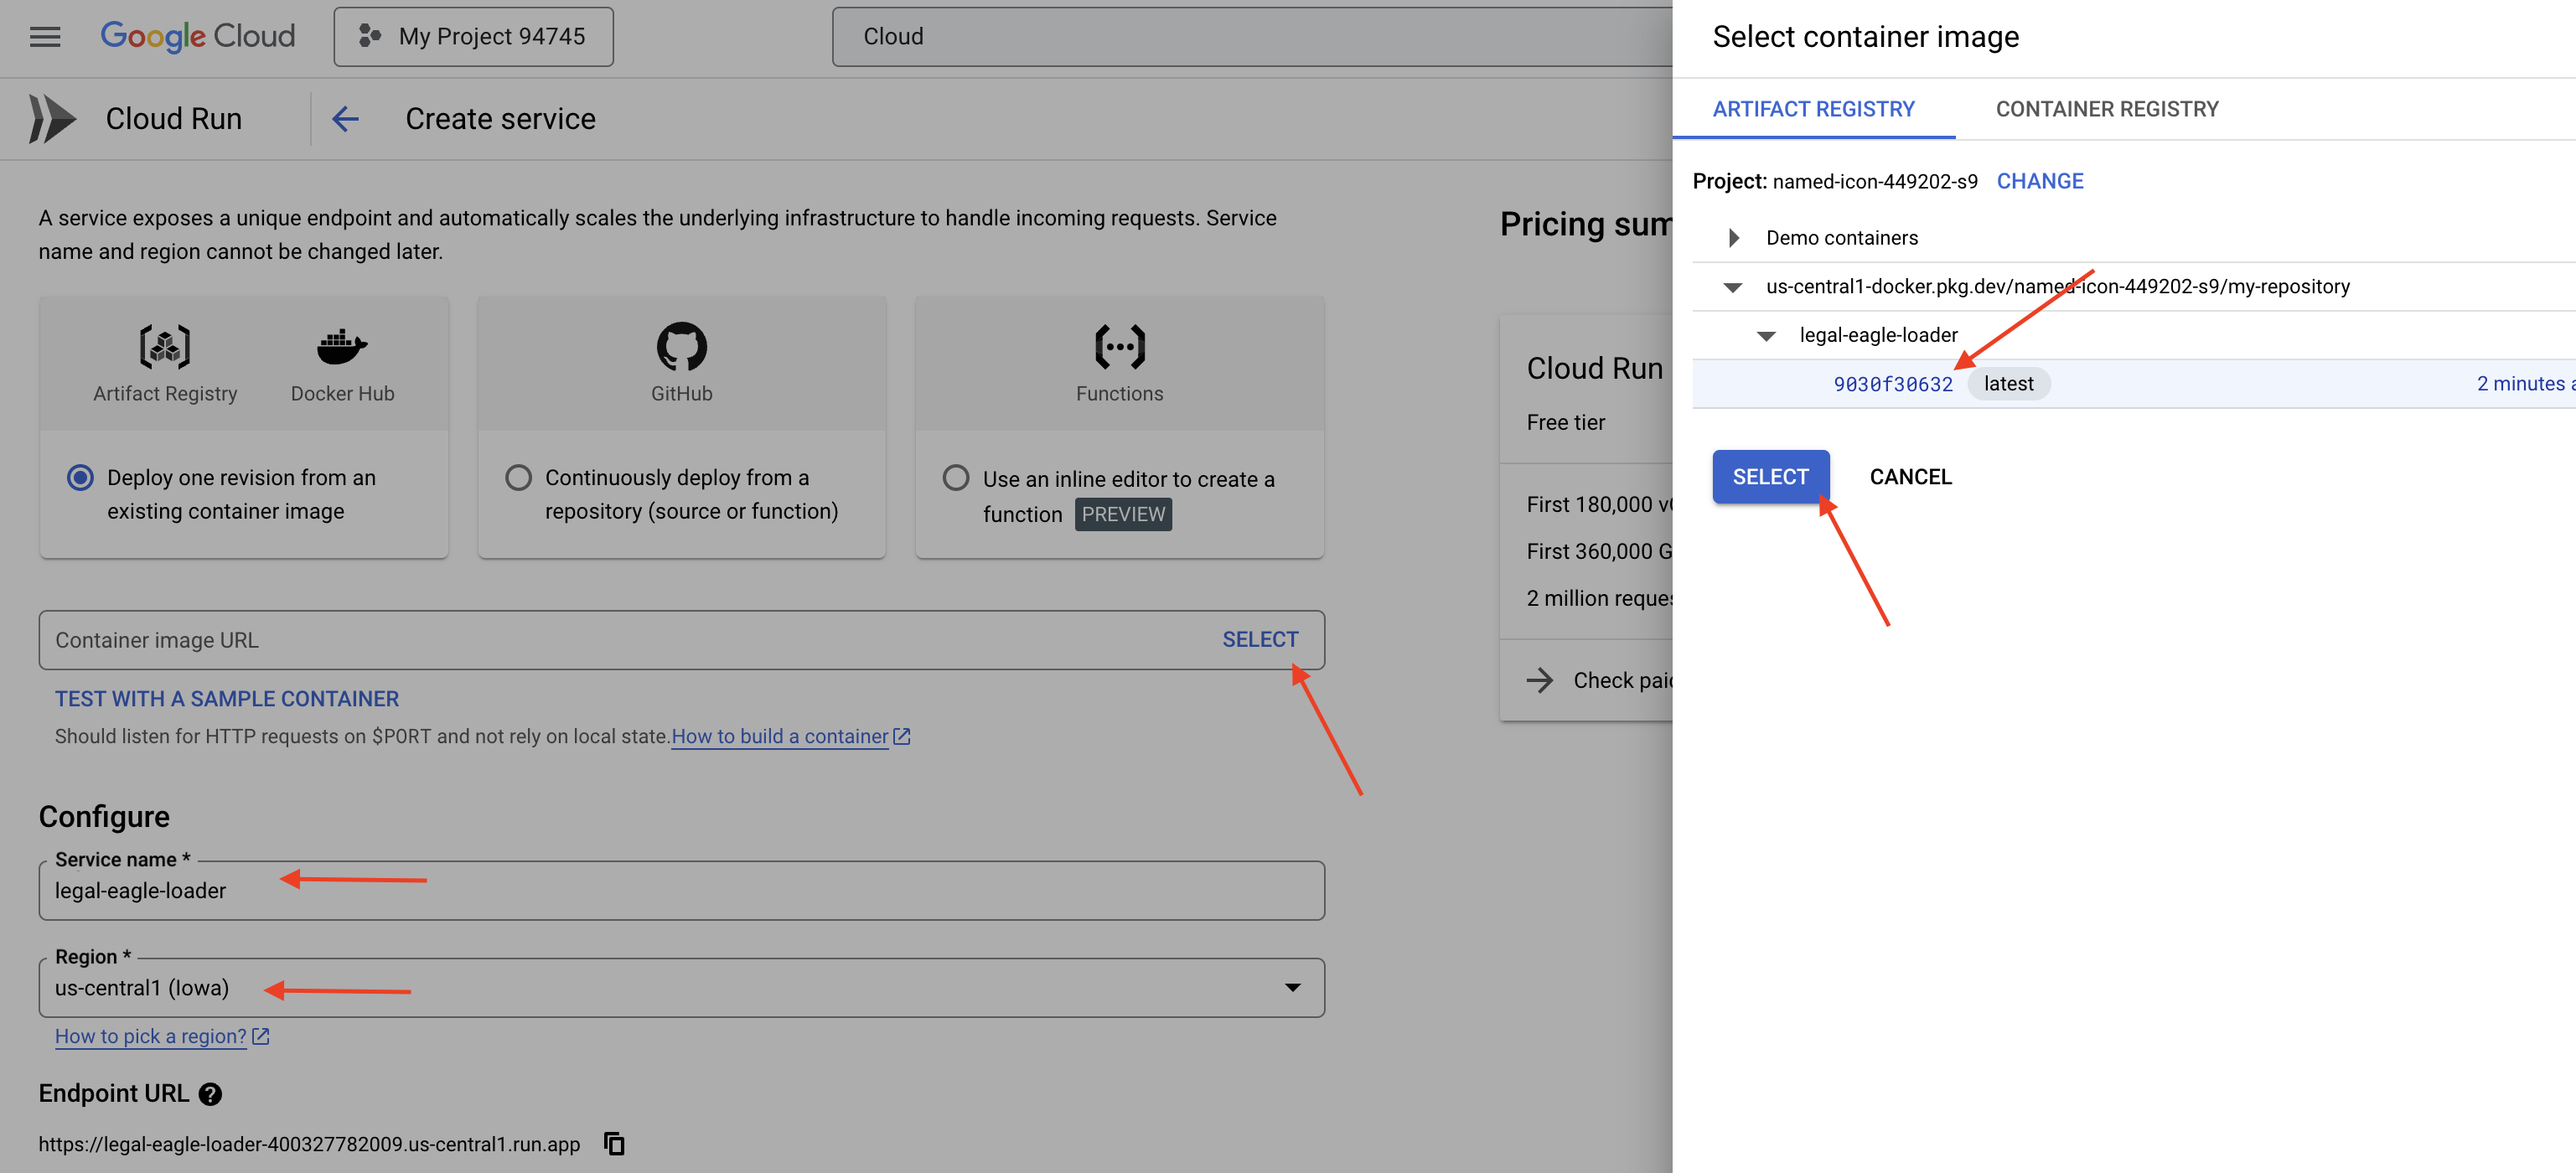 Google Cloud
My Project 94745
Cloud
Cloud Run
Create service
A service exposes a unique endpoint and automatically scales the underlying infrastructure to handle incoming requests. Service
name and region cannot be changed later.
Artifact Registry
Docker Hub
GitHub
Functions
Deploy one revision from an
existing container image
Continuously deploy from a
repository (source or function)
Use an inline editor to create a
function PREVIEW
Container image URL
SELECT
TEST WITH A SAMPLE CONTAINER
Should listen for HTTP requests on $PORT and not rely on local state. How to build a container
Configure
Service name *
legal-eagle-loader
Region *
us-central1 (Iowa)
How to pick a region?
Endpoint URL
https://legal-eagle-loader-400327782009.us-central1.run.app
Pricing sum
Cloud Run
Free tier
First 180,000 vC
First 360,000 G
2 million reques
Check paid
Select container image
ARTIFACT REGISTRY
CONTAINER REGISTRY
Project: named-icon-449202-s9 CHANGE
Demo containers
us-central1-docker.pkg.dev/named-icon-449202-s9/my-repository
legal-eagle-loader
9030f30632 latest 2 minutes a
SELECT
CANCEL